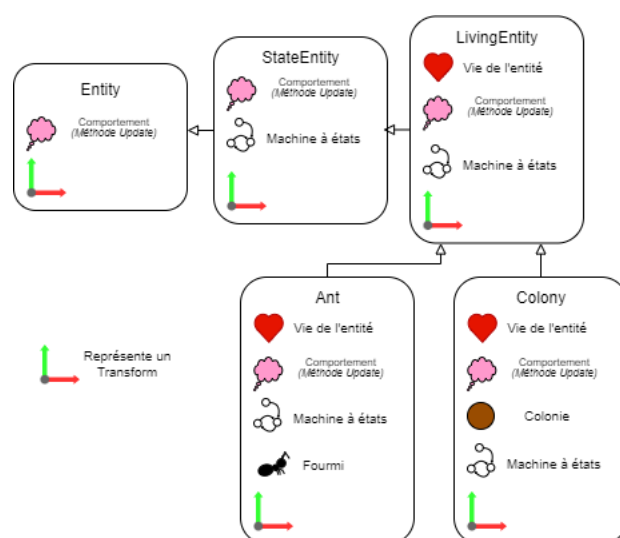 Entity
Comportement
(Méthode Update)
StateEntity
Comportement
(Méthode Update)
Machine à états
LivingEntity
Vie de l'entité
Comportement
(Méthode Update)
Machine à états
Représente un
Transform
Ant
Vie de l'entité
Comportement
(Méthode Update)
Machine à états
Fourmi
Colony
Vie de l'entité
Comportement
(Méthode Update)
Colonie
Machine à états